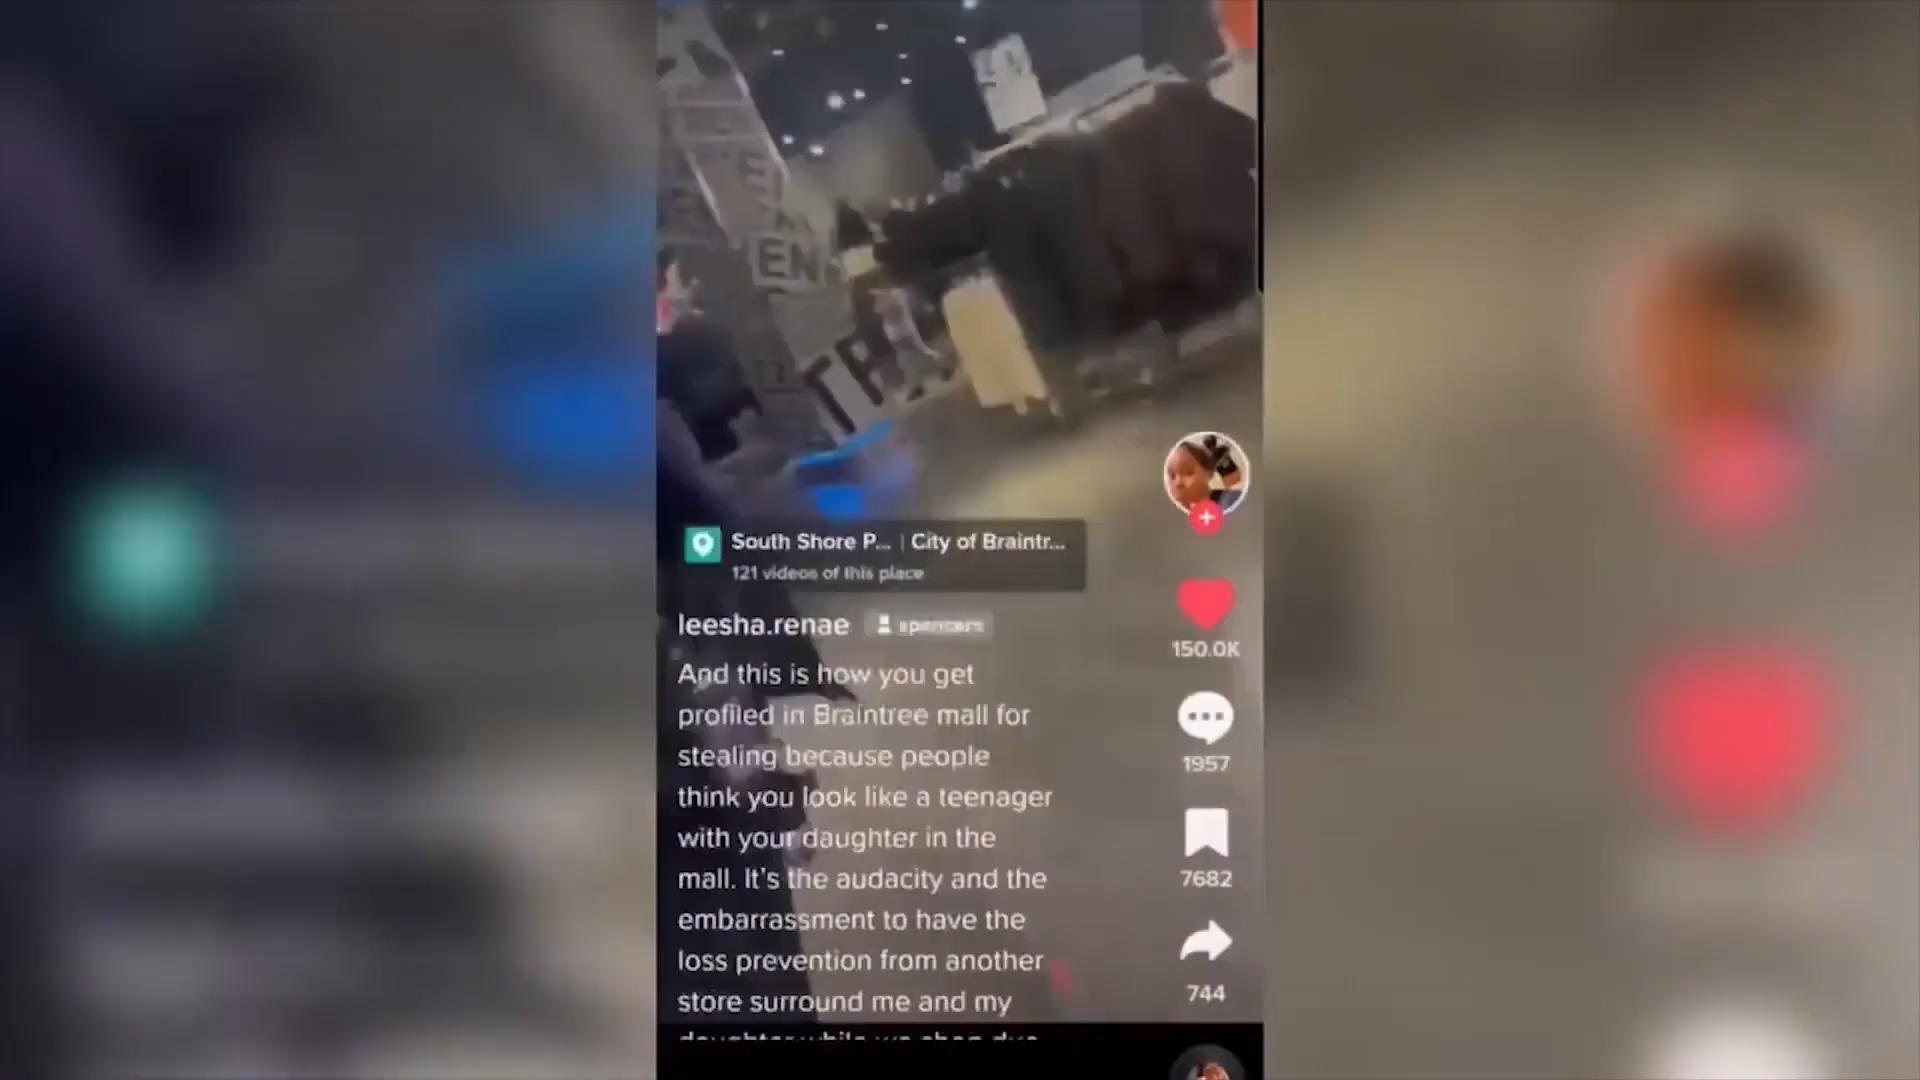 EN
South Shore P... | City of Braintr...
121 videos of this place
leesha.renae spencers
And this is how you get
profiled in Braintree mall for
stealing because people
think you look like a teenager
with your daughter in the
mall. It's the audacity and the
embarrassment to have the
loss prevention from another
store surround me and my
150.0K
1957
7682
744